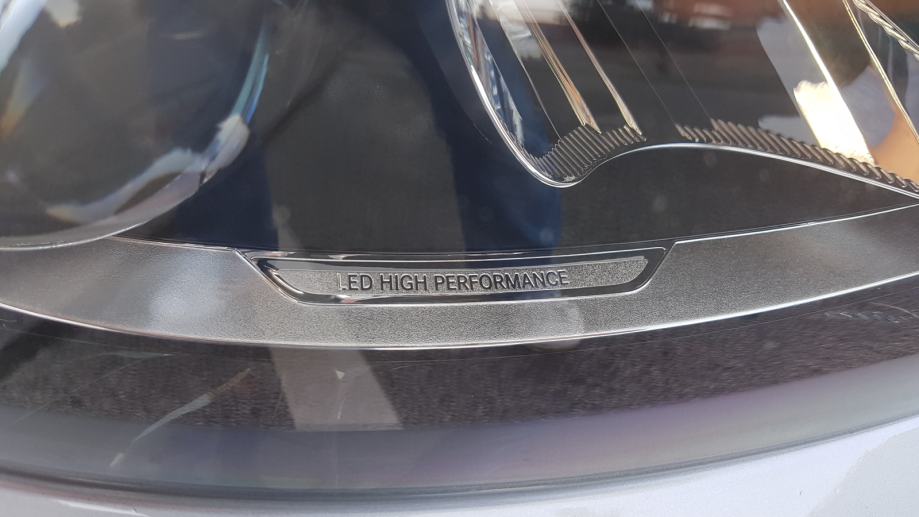 LED HIGH PERFORMANCE